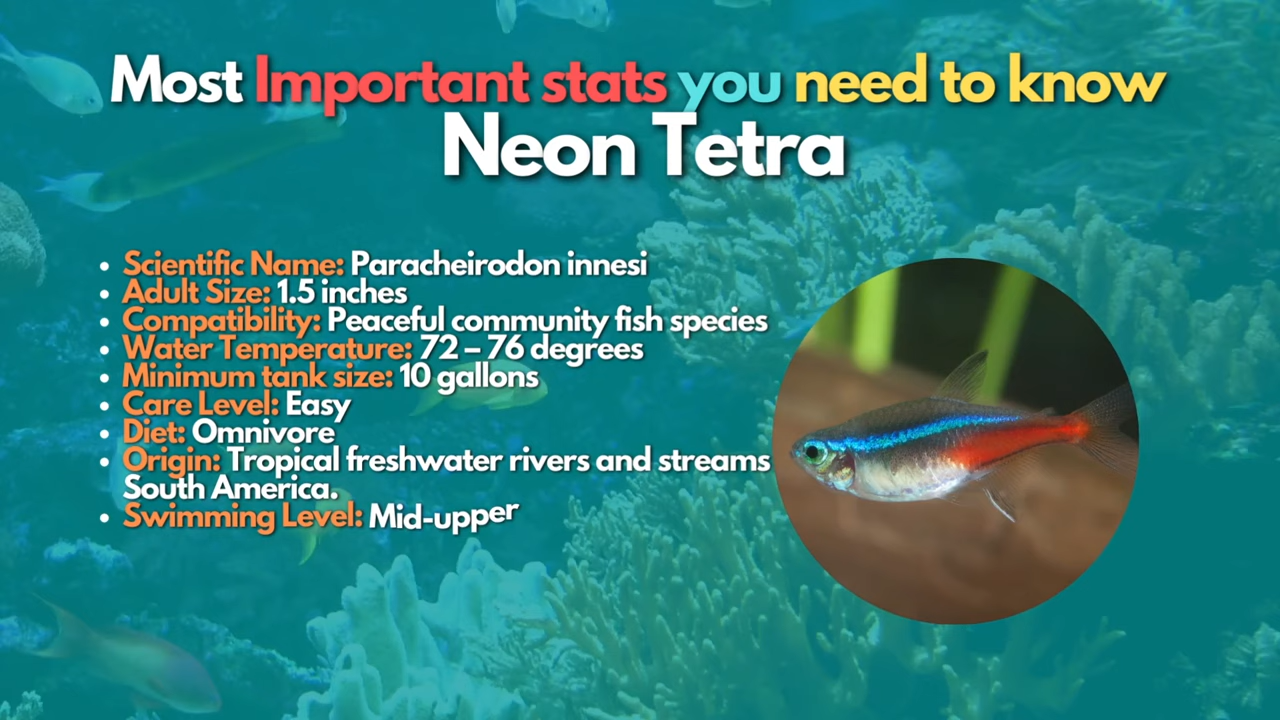 Most Important stats you need to know
Neon Tetra
• Scientific Name: Paracheirodon innesi
• Adult Size: 1.5 inches
• Compatibility: Peaceful community fish species
• Water Temperature: 72 – 76 degrees
• Minimum tank size: 10 gallons
• Care Level: Easy
• Diet: Omnivore
• Origin: Tropical freshwater rivers and streams
South America.
• Swimming Level: Mid-upper